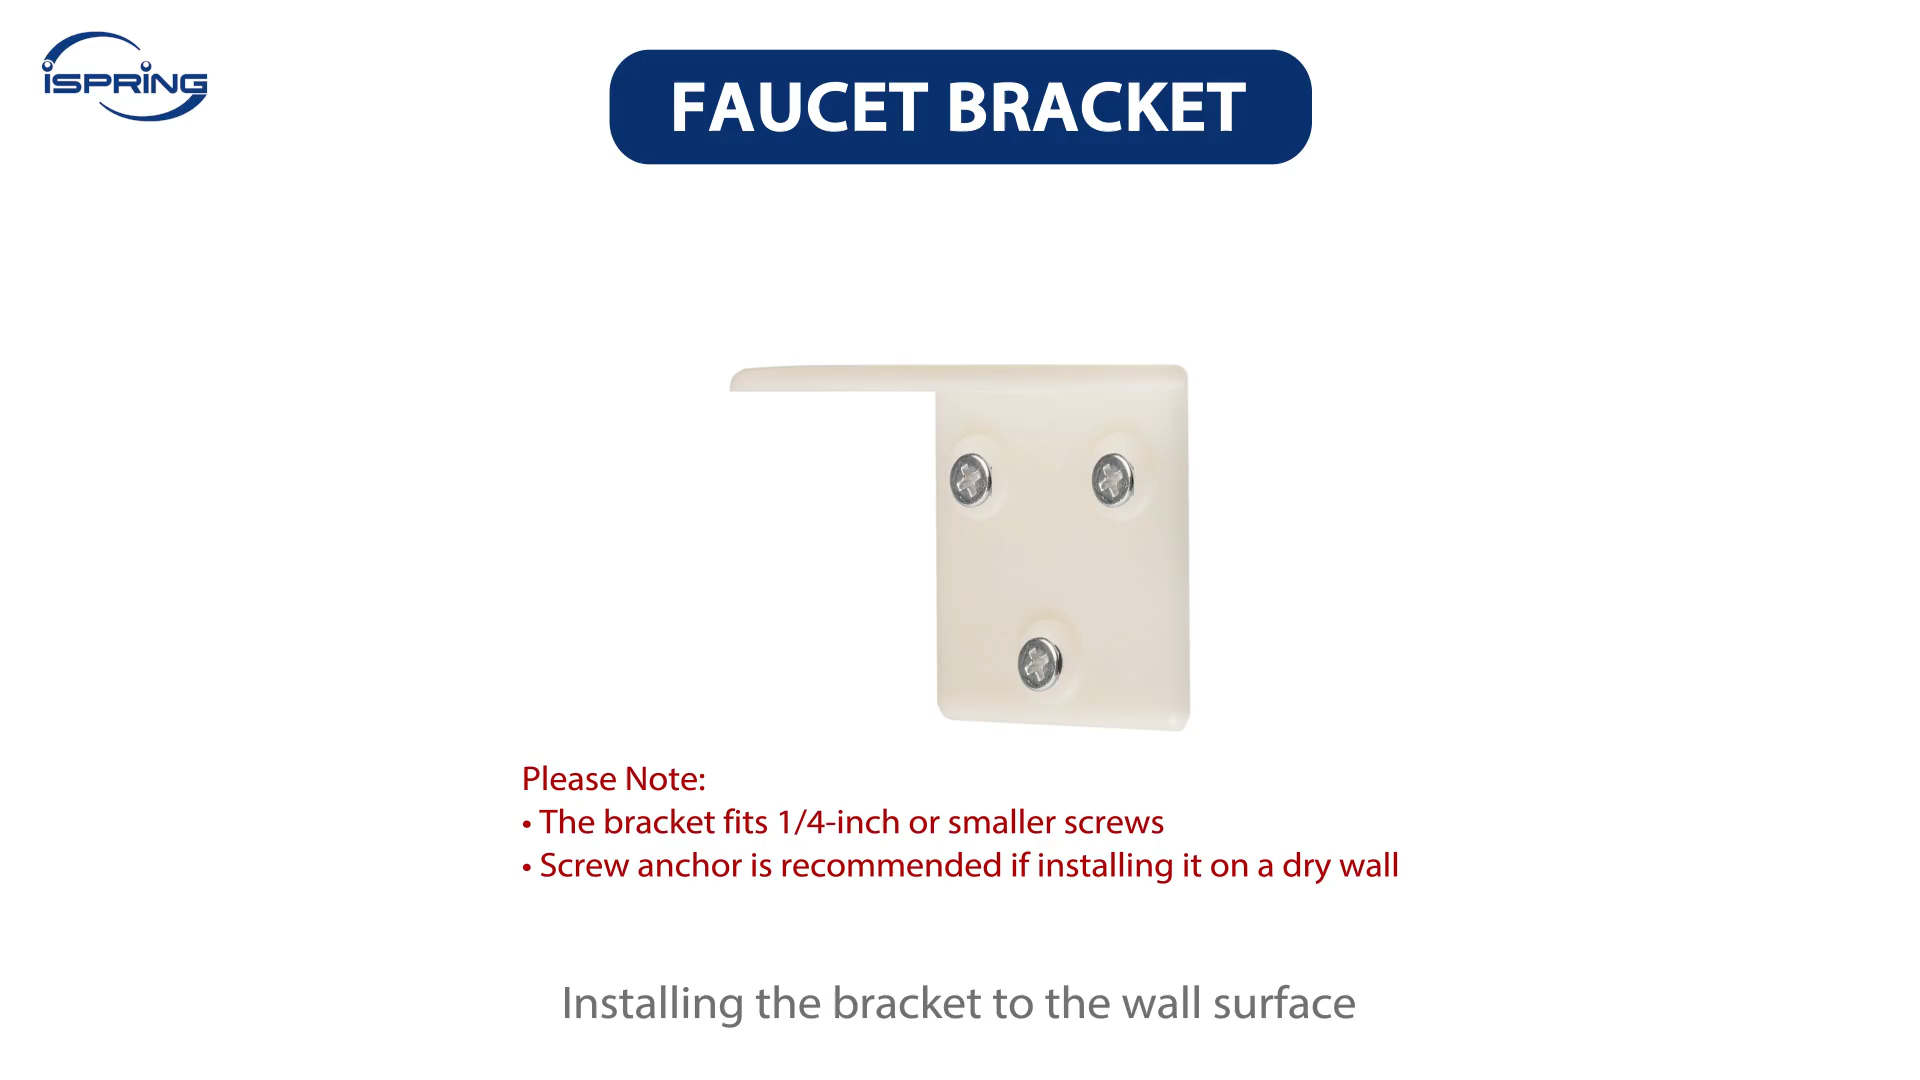 iSPRiNG
FAUCET BRACKET
Please Note:
• The bracket fits 1/4-inch or smaller screws
• Screw anchor is recommended if installing it on a dry wall
Installing the bracket to the wall surface